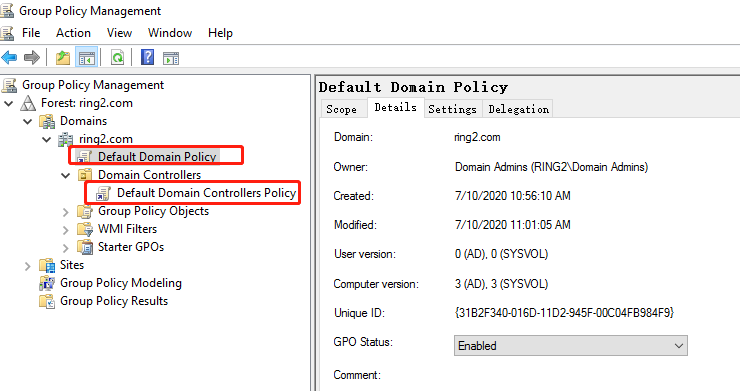 Group Policy Management
File Action View Window Help
Group Policy Management
Forest: ring2.com
Domains
ring2.com
Default Domain Policy
Domain Controllers
Default Domain Controllers Policy
Group Policy Objects
WMI Filters
Starter GPOs
Sites
Group Policy Modeling
Group Policy Results
Default Domain Policy
Scope Details Settings Delegation
Domain: ring2.com
Owner: Domain Admins (RING2\Domain Admins)
Created: 7/10/2020 10:56:10 AM
Modified: 7/10/2020 11:01:05 AM
User version: 0 (AD), 0 (SYSVOL)
Computer version: 3 (AD), 3 (SYSVOL)
Unique ID: {31B2F340-016D-11D2-945F-00C04FB984F9}
GPO Status: Enabled
Comment: